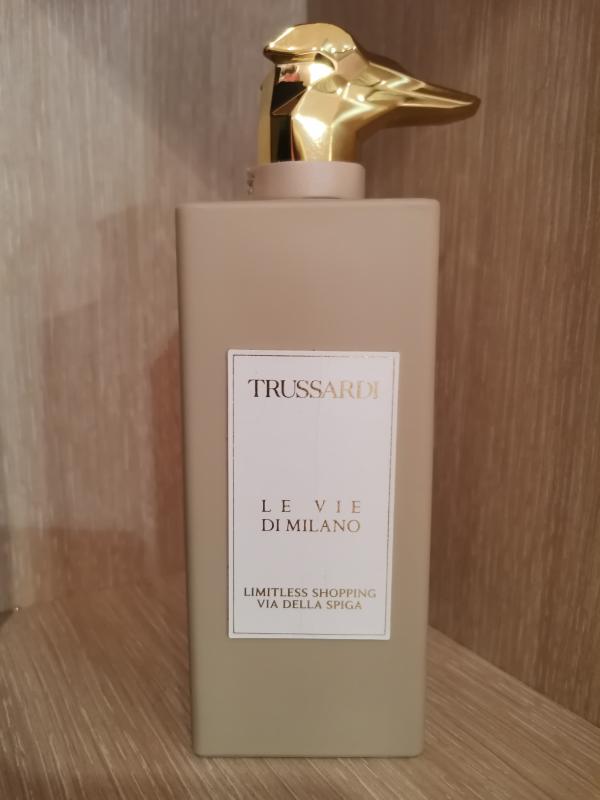 TRUSSARDI
LE VIE
DI MILANO
LIMITLESS SHOPPING
VIA DELLA SPIGA